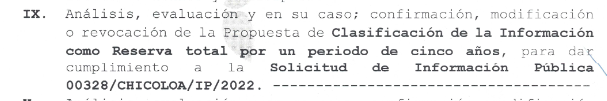 IX. Análisis, evaluación y en su caso; confirmación, modificación
o revocación de la Propuesta de Clasificación de la Información
como Reserva total por un periodo de cinco años, para dar
cumplimiento a la Solicitud de Información Pública
00328/CHICOLOA/IP/2022. ------------------------------------